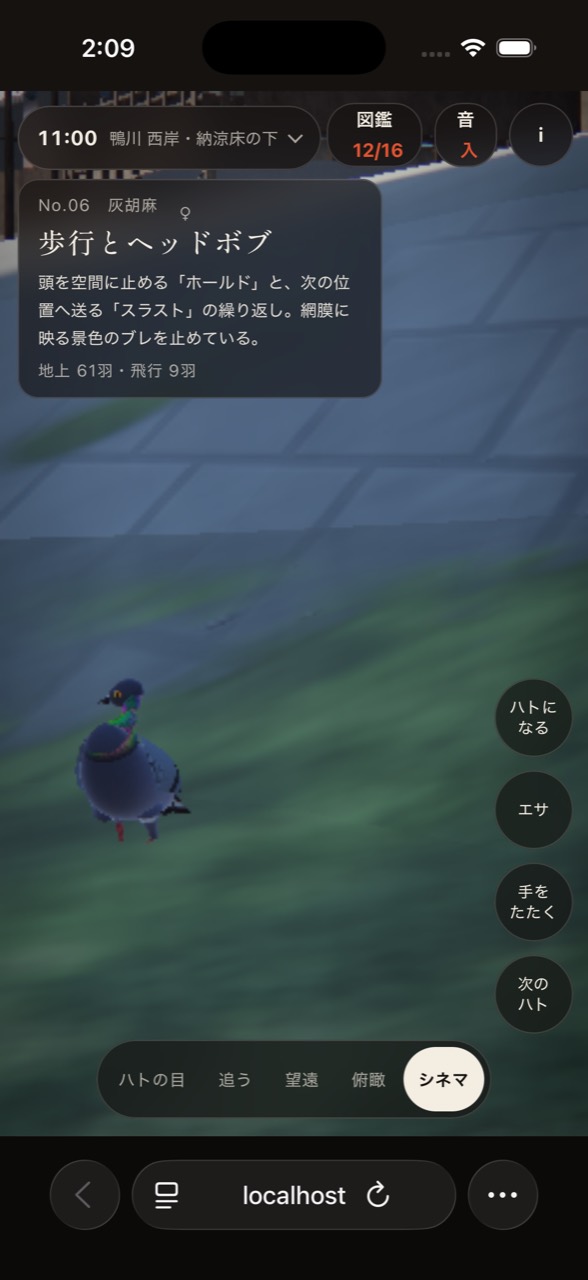 2:09
11:00 鴨川 西岸・納涼床の下
図鑑
12/16
音
入
i
No.06 灰胡麻 ♀
歩行とヘッドボブ
頭を空間に止める「ホールド」と、次の位
置へ送る「スラスト」の繰り返し。網膜に
映る景色のブレを止めている。
地上 61羽・飛行 9羽
ハトに
なる
エサ
手を
たたく
次の
ハト
ハトの目 追う 望遠 俯瞰 シネマ
localhost